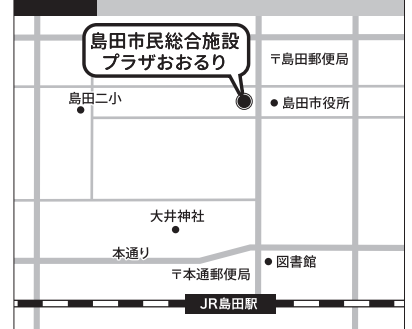 島田市民総合施設
プラザおおるり
〒島田郵便局
島田二小
島田市役所
大井神社
本通り
図書館
〒本通郵便局
JR島田駅